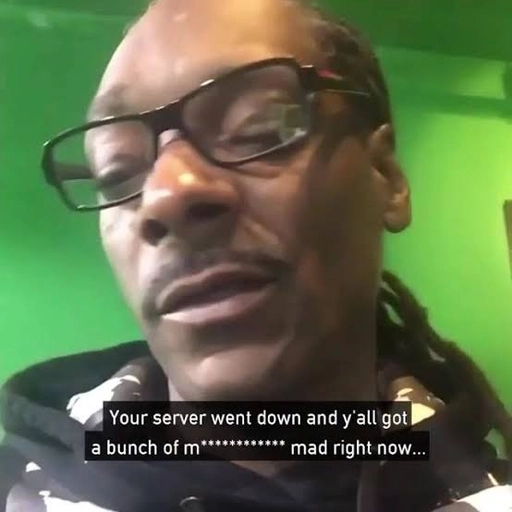 Your server went down and y'all got
a bunch of m************ mad right now...